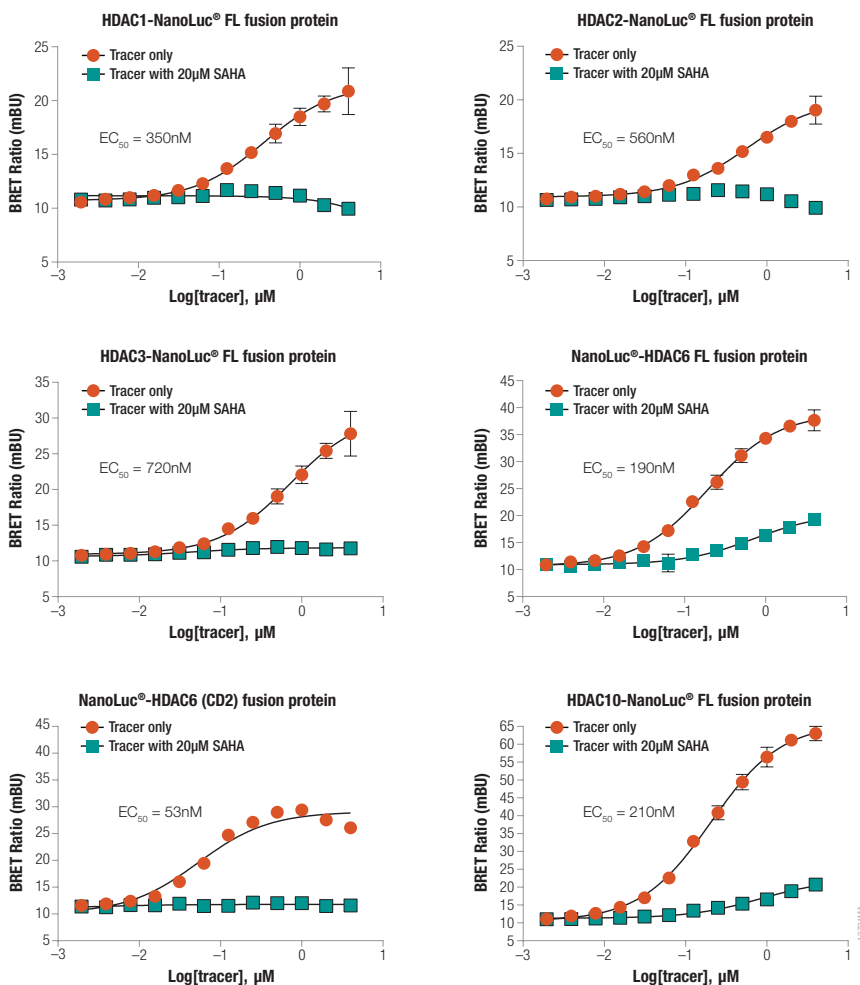 HDAC1-NanoLuc® FL fusion protein
BRET Ratio (mBU)
25
20
15
10
5
Tracer only
Tracer with 20µM SAHA
EC50 = 350nM
–3
–2
–1
0
1
Log[tracer], µM
HDAC2-NanoLuc® FL fusion protein
BRET Ratio (mBU)
25
20
15
10
5
Tracer only
Tracer with 20µM SAHA
EC50 = 560nM
–3
–2
–1
0
1
Log[tracer], µM
HDAC3-NanoLuc® FL fusion protein
BRET Ratio (mBU)
35
30
25
20
15
10
5
Tracer only
Tracer with 20µM SAHA
EC50 = 720nM
–3
–2
–1
0
1
Log[tracer], µM
NanoLuc®-HDAC6 FL fusion protein
BRET Ratio (mBU)
45
40
35
30
25
20
15
10
5
Tracer only
Tracer with 20µM SAHA
EC50 = 190nM
–3
–2
–1
0
1
Log[tracer], µM
NanoLuc®-HDAC6 (CD2) fusion protein
BRET Ratio (mBU)
45
40
35
30
25
20
15
10
5
Tracer only
Tracer with 20µM SAHA
EC50 = 53nM
–3
–2
–1
0
1
Log[tracer], µM
HDAC10-NanoLuc® FL fusion protein
BRET Ratio (mBU)
65
60
55
50
45
40
35
30
25
20
15
10
5
Tracer only
Tracer with 20µM SAHA
EC50 = 210nM
–3
–2
–1
0
1
Log[tracer], µM